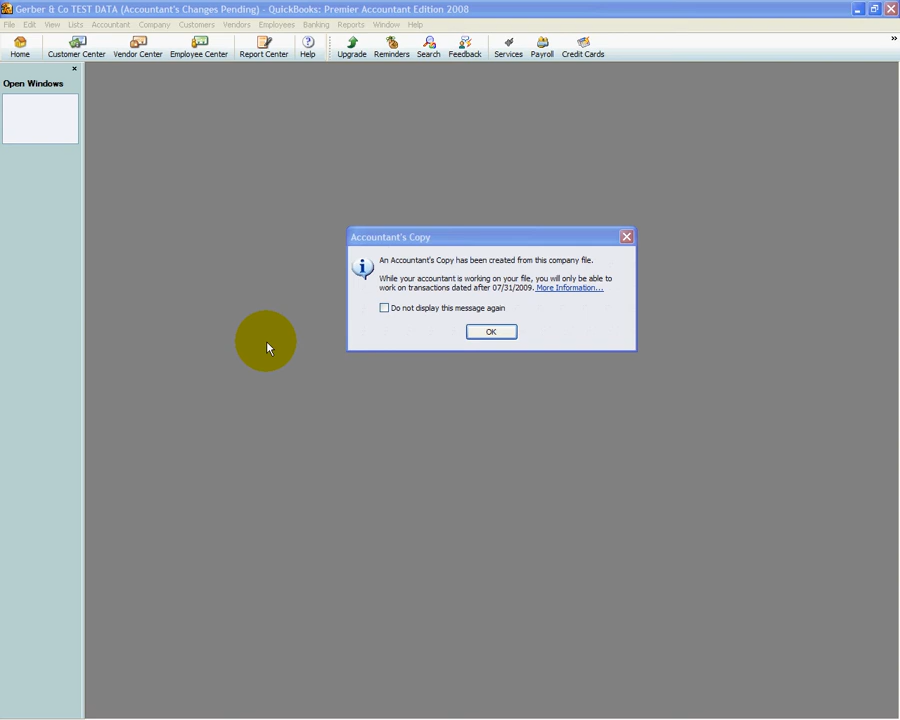 Gerber & Co TEST DATA (Accountant's Changes Pending) - QuickBooks: Premier Accountant Edition 2008
File Edit View Lists Accountant Company Customers Vendors Employees Banking Reports Window Help
Home Customer Center Vendor Center Employee Center Report Center Help Upgrade Reminders Search Feedback Services Payroll Credit Cards »
Open Windows
Accountant's Copy
An Accountant's Copy has been created from this company file.
While your accountant is working on your file, you will only be able to
work on transactions dated after 07/31/2009. More Information...
Do not display this message again
OK